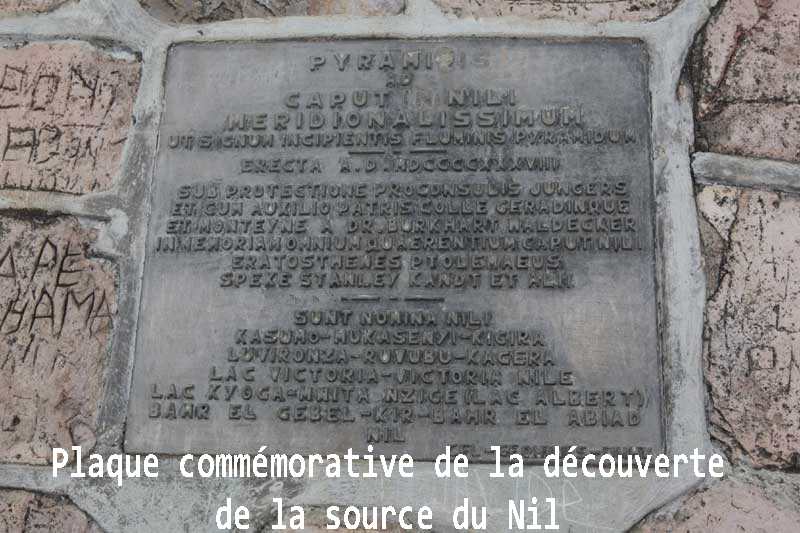 PYRAMIDIS
AD
CAPUT IM NILI
MERIDIONALISSIMUM
UT SIGNUM INCIPIENTIS FLUMINIS PYRAMIDUM
ERECTA A.D. MDCCCCXXXVIII
SUB PROTECTIONE PROCONSULIS JUNGERS
ET CUM AUXILIO PATRIS COLLE GERADINQUE
ET MONTEYNE A DR. BURKHART WALDECKER
IN MEMORIAM OMNIUM QUAERENTIUM CAPUT NILI
ERATOSTHENES PTOLEMAEUS
SPEKE STANLEY KANDT ET ALII
SUNT NOMINA NILI
KASUMO-MUKASENYI-KIGIRA
LUVIRONZA-RUVUBU-KAGERA
LAC VICTORIA-VICTORIA NILE
LAC KYOGA-MWITA NZIGE (LAC ALBERT)
BAHR EL GEBEL-KIR-BAHR EL ABIAD
NIL
Plaque commémorative de la découverte
de la source du Nil